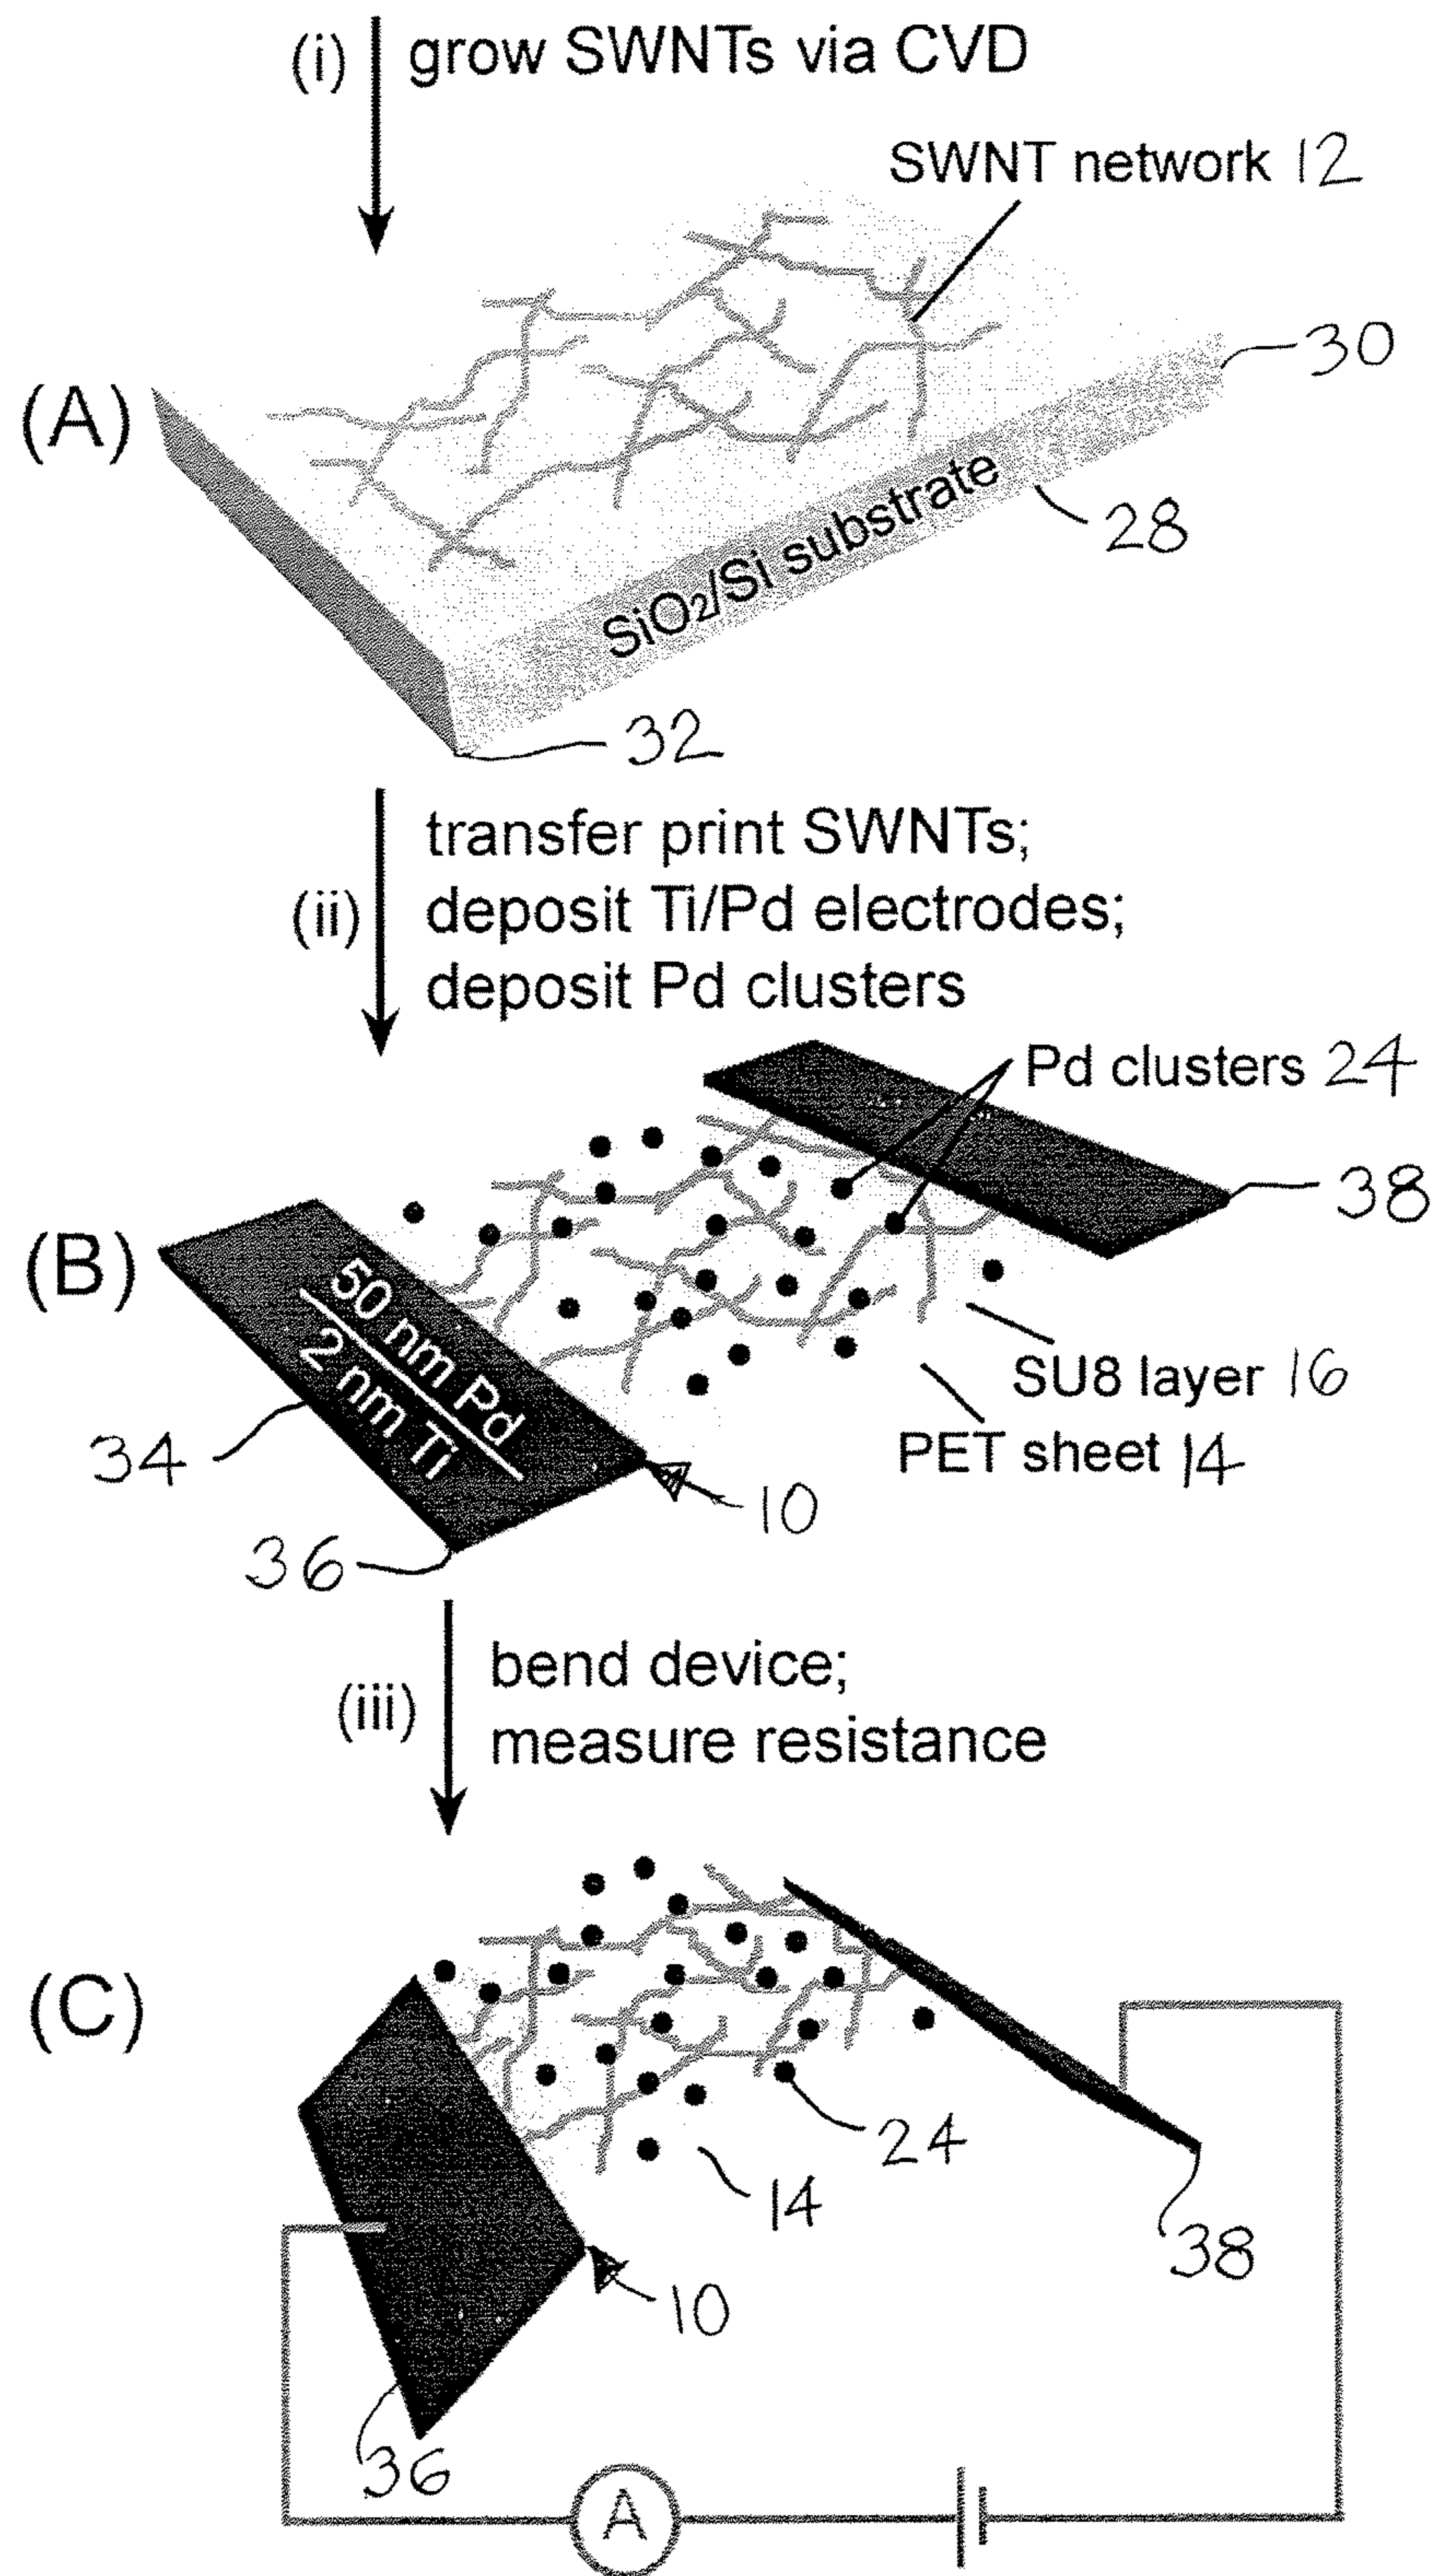 (i) grow SWNTs via CVD
SWNT network 12
30
(A)
SiO2/Si substrate
28
32
(ii) transfer print SWNTs;
deposit Ti/Pd electrodes;
deposit Pd clusters
Pd clusters 24
38
(B)
50 nm Pd
2 nm Ti
SU8 layer 16
34
PET sheet 14
10
36
(iii) bend device;
measure resistance
(C)
24
14
38
10
36
A